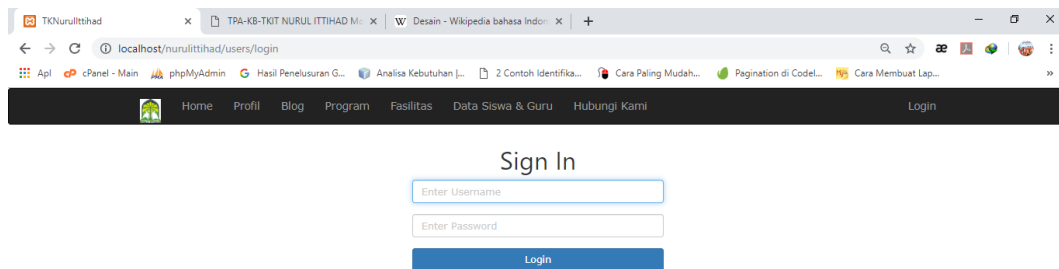 TKNurulIttihad TPA-KB-TKIT NURUL ITTIHAD Mc W Desain - Wikipedia bahasa Indon
localhost/nurulittihad/users/login
Apl cPanel - Main phpMyAdmin Hasil Penelusuran G... Analisa Kebutuhan |... 2 Contoh Identifika... Cara Paling Mudah... Pagination di CodeI... Cara Membuat Lap... »
Home Profil Blog Program Fasilitas Data Siswa & Guru Hubungi Kami Login
Sign In
Enter Username
Enter Password
Login